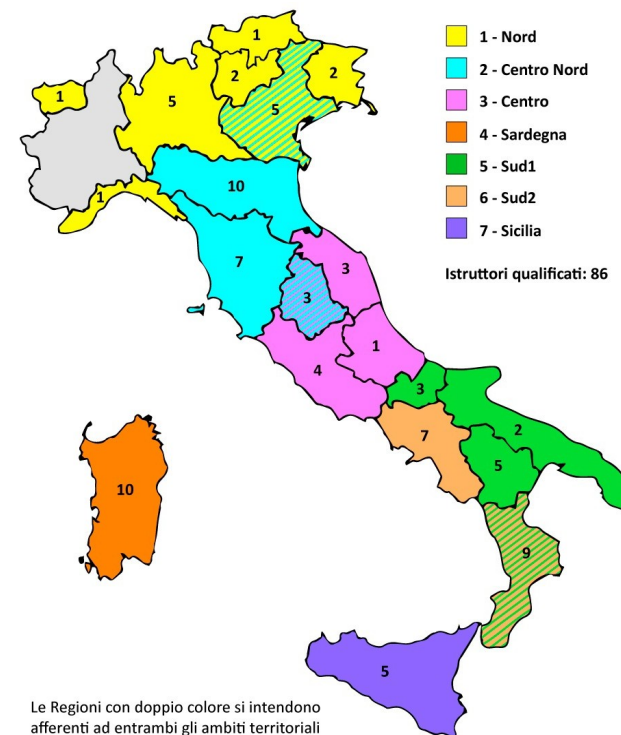 1
1 - Nord
2
2
2 - Centro Nord
1
5
5
3 - Centro
4 - Sardegna
5 - Sud1
10
1
6 - Sud2
7 - Sicilia
7
3
Istruttori qualificati: 86
3
1
4
3
2
7
5
10
9
5
Le Regioni con doppio colore si intendono
afferenti ad entrambi gli ambiti territoriali